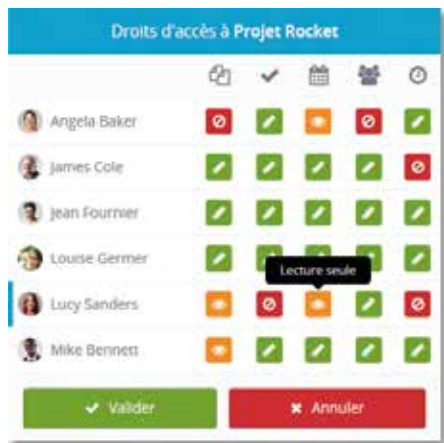 Droits d'accès à Projet Rocket
Angela Baker
James Cole
Jean Fournier
Louise Germer
Lecture seule
Lucy Sanders
Mike Bennett
Valider
Annuler